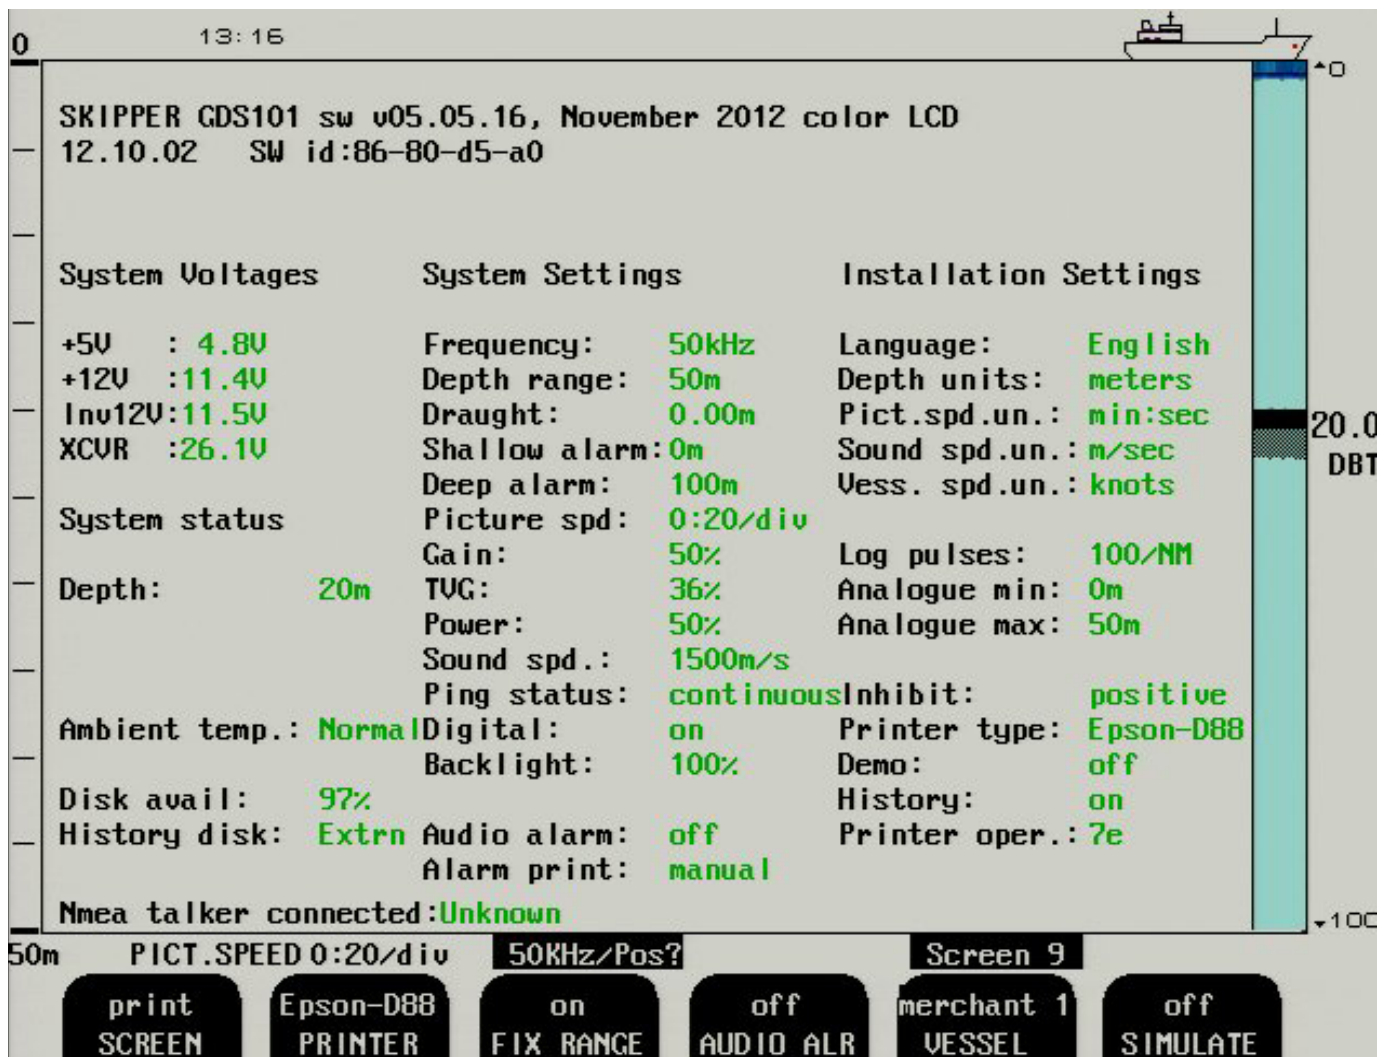 0 13:16
▲0
SKIPPER GDS101 sw v05.05.16, November 2012 color LCD
12.10.02 SW id:86-80-d5-a0
System Voltages System Settings Installation Settings
+5V : 4.8V Frequency: 50kHz Language: English
+12V :11.4V Depth range: 50m Depth units: meters
Inv12V:11.5V Draught: 0.00m Pict.spd.un.: min:sec
20.0
XCVR :26.1V Shallow alarm:0m Sound spd.un.: m/sec
DBT
Deep alarm: 100m Vess. spd.un.: knots
System status Picture spd: 0:20/div
Gain: 50% Log pulses: 100/NM
Depth: 20m TVG: 36% Analogue min: 0m
Power: 50% Analogue max: 50m
Sound spd.: 1500m/s
Ping status: continuous Inhibit: positive
Ambient temp.: Normal Digital: on Printer type: Epson-D88
Backlight: 100% Demo: off
Disk avail: 97% History: on
History disk: Extrn Audio alarm: off Printer oper.: 7e
Alarm print: manual
Nmea talker connected:Unknown
▼100
50m PICT.SPEED 0:20/div 50KHz/Pos? Screen 9
print Epson-D88 on off merchant 1 off
SCREEN PRINTER FIX RANGE AUDIO ALR VESSEL SIMULATE